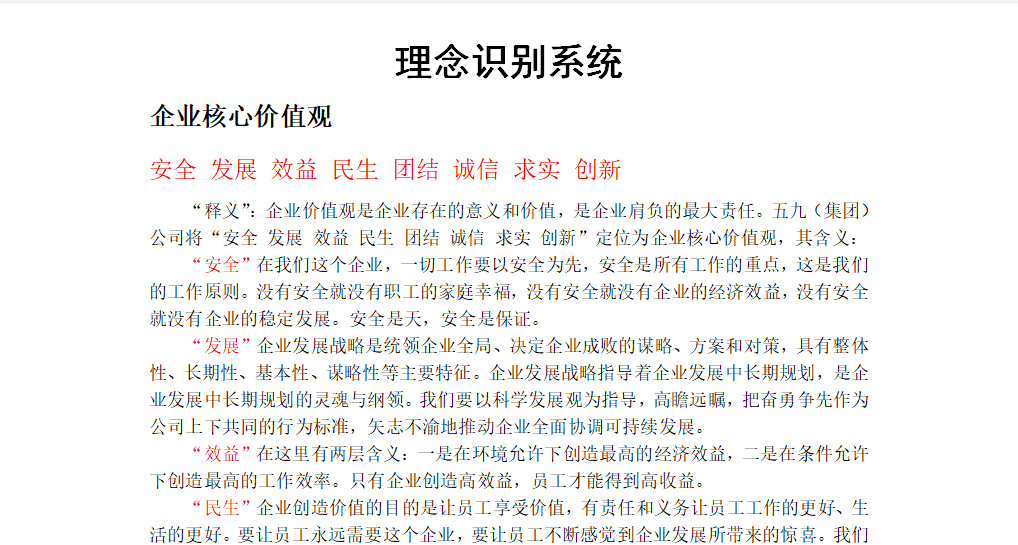 理念识别系统
企业核心价值观
安全 发展 效益 民生 团结 诚信 求实 创新
“释义”：企业价值观是企业存在的意义和价值，是企业肩负的最大责任。五九（集团）
公司将“安全 发展 效益 民生 团结 诚信 求实 创新”定位为企业核心价值观，其含义：
“安全”在我们这个企业，一切工作要以安全为先，安全是所有工作的重点，这是我们
的工作原则。没有安全就没有职工的家庭幸福，没有安全就没有企业的经济效益，没有安全
就没有企业的稳定发展。安全是天，安全是保证。
“发展”企业发展战略是统领企业全局、决定企业成败的谋略、方案和对策，具有整体
性、长期性、基本性、谋略性等主要特征。企业发展战略指导着企业发展中长期规划，是企
业发展中长期规划的灵魂与纲领。我们要以科学发展观为指导，高瞻远瞩，把奋勇争先作为
公司上下共同的行为标准，矢志不渝地推动企业全面协调可持续发展。
“效益”在这里有两层含义：一是在环境允许下创造最高的经济效益，二是在条件允许
下创造最高的工作效率。只有企业创造高效益，员工才能得到高收益。
“民生”企业创造价值的目的是让员工享受价值，有责任和义务让员工工作的更好、生
活的更好。要让员工永远需要这个企业，要让员工不断感觉到企业发展所带来的惊喜。我们